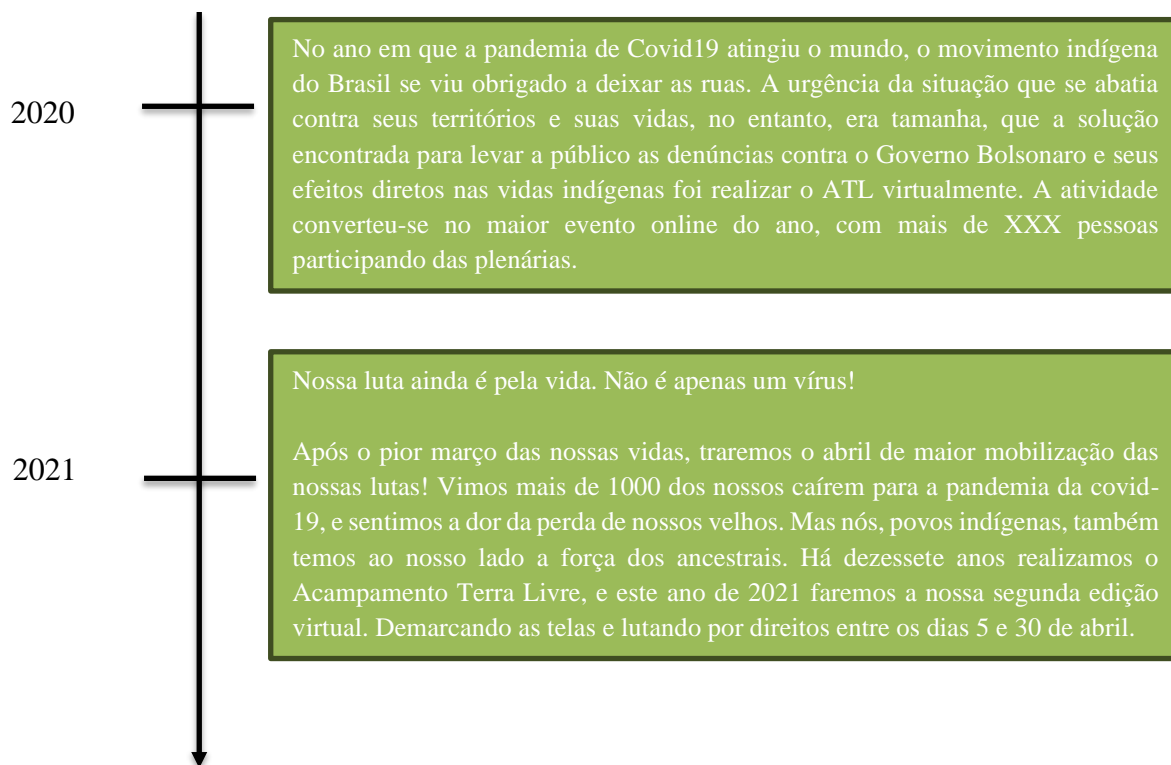 2020
No ano em que a pandemia de Covid19 atingiu o mundo, o movimento indígena
do Brasil se viu obrigado a deixar as ruas. A urgência da situação que se abatia
contra seus territórios e suas vidas, no entanto, era tamanha, que a solução
encontrada para levar a público as denúncias contra o Governo Bolsonaro e seus
efeitos diretos nas vidas indígenas foi realizar o ATL virtualmente. A atividade
converteu-se no maior evento online do ano, com mais de XXX pessoas
participando das plenárias.
2021
Nossa luta ainda é pela vida. Não é apenas um vírus!
Após o pior março das nossas vidas, traremos o abril de maior mobilização das
nossas lutas! Vimos mais de 1000 dos nossos caírem para a pandemia da covid-
19, e sentimos a dor da perda de nossos velhos. Mas nós, povos indígenas, também
temos ao nosso lado a força dos ancestrais. Há dezessete anos realizamos o
Acampamento Terra Livre, e este ano de 2021 faremos a nossa segunda edição
virtual. Demarcando as telas e lutando por direitos entre os dias 5 e 30 de abril.